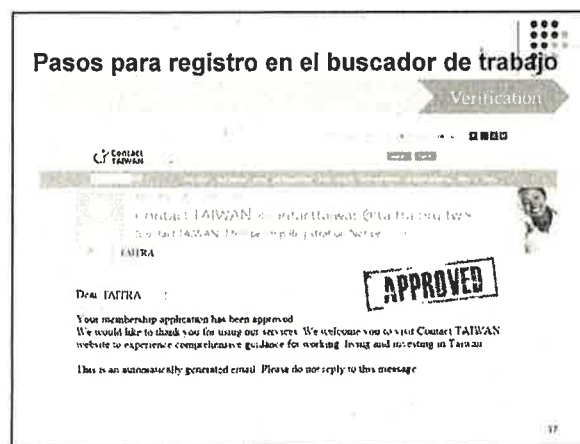 Pasos para registro en el buscador de trabajo
Verification
Contact
TAIWAN
Contact TAIWAN
TAITRA
APPROVED
Dear TAITRA
Your membership application has been approved
We would like to thank you for using our services. We welcome you to visit Contact TAIWAN
website to experience comprehensive guidance for working, living and investing in Taiwan
This is an automatically generated email. Please do not reply to this message
37